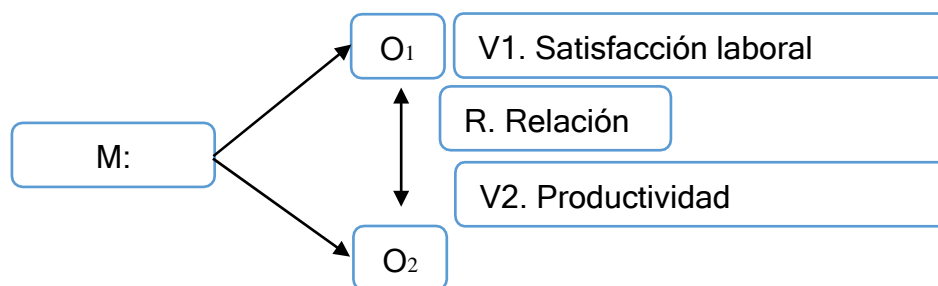 O1 V1. Satisfacción laboral
R. Relación
M:
V2. Productividad
O2